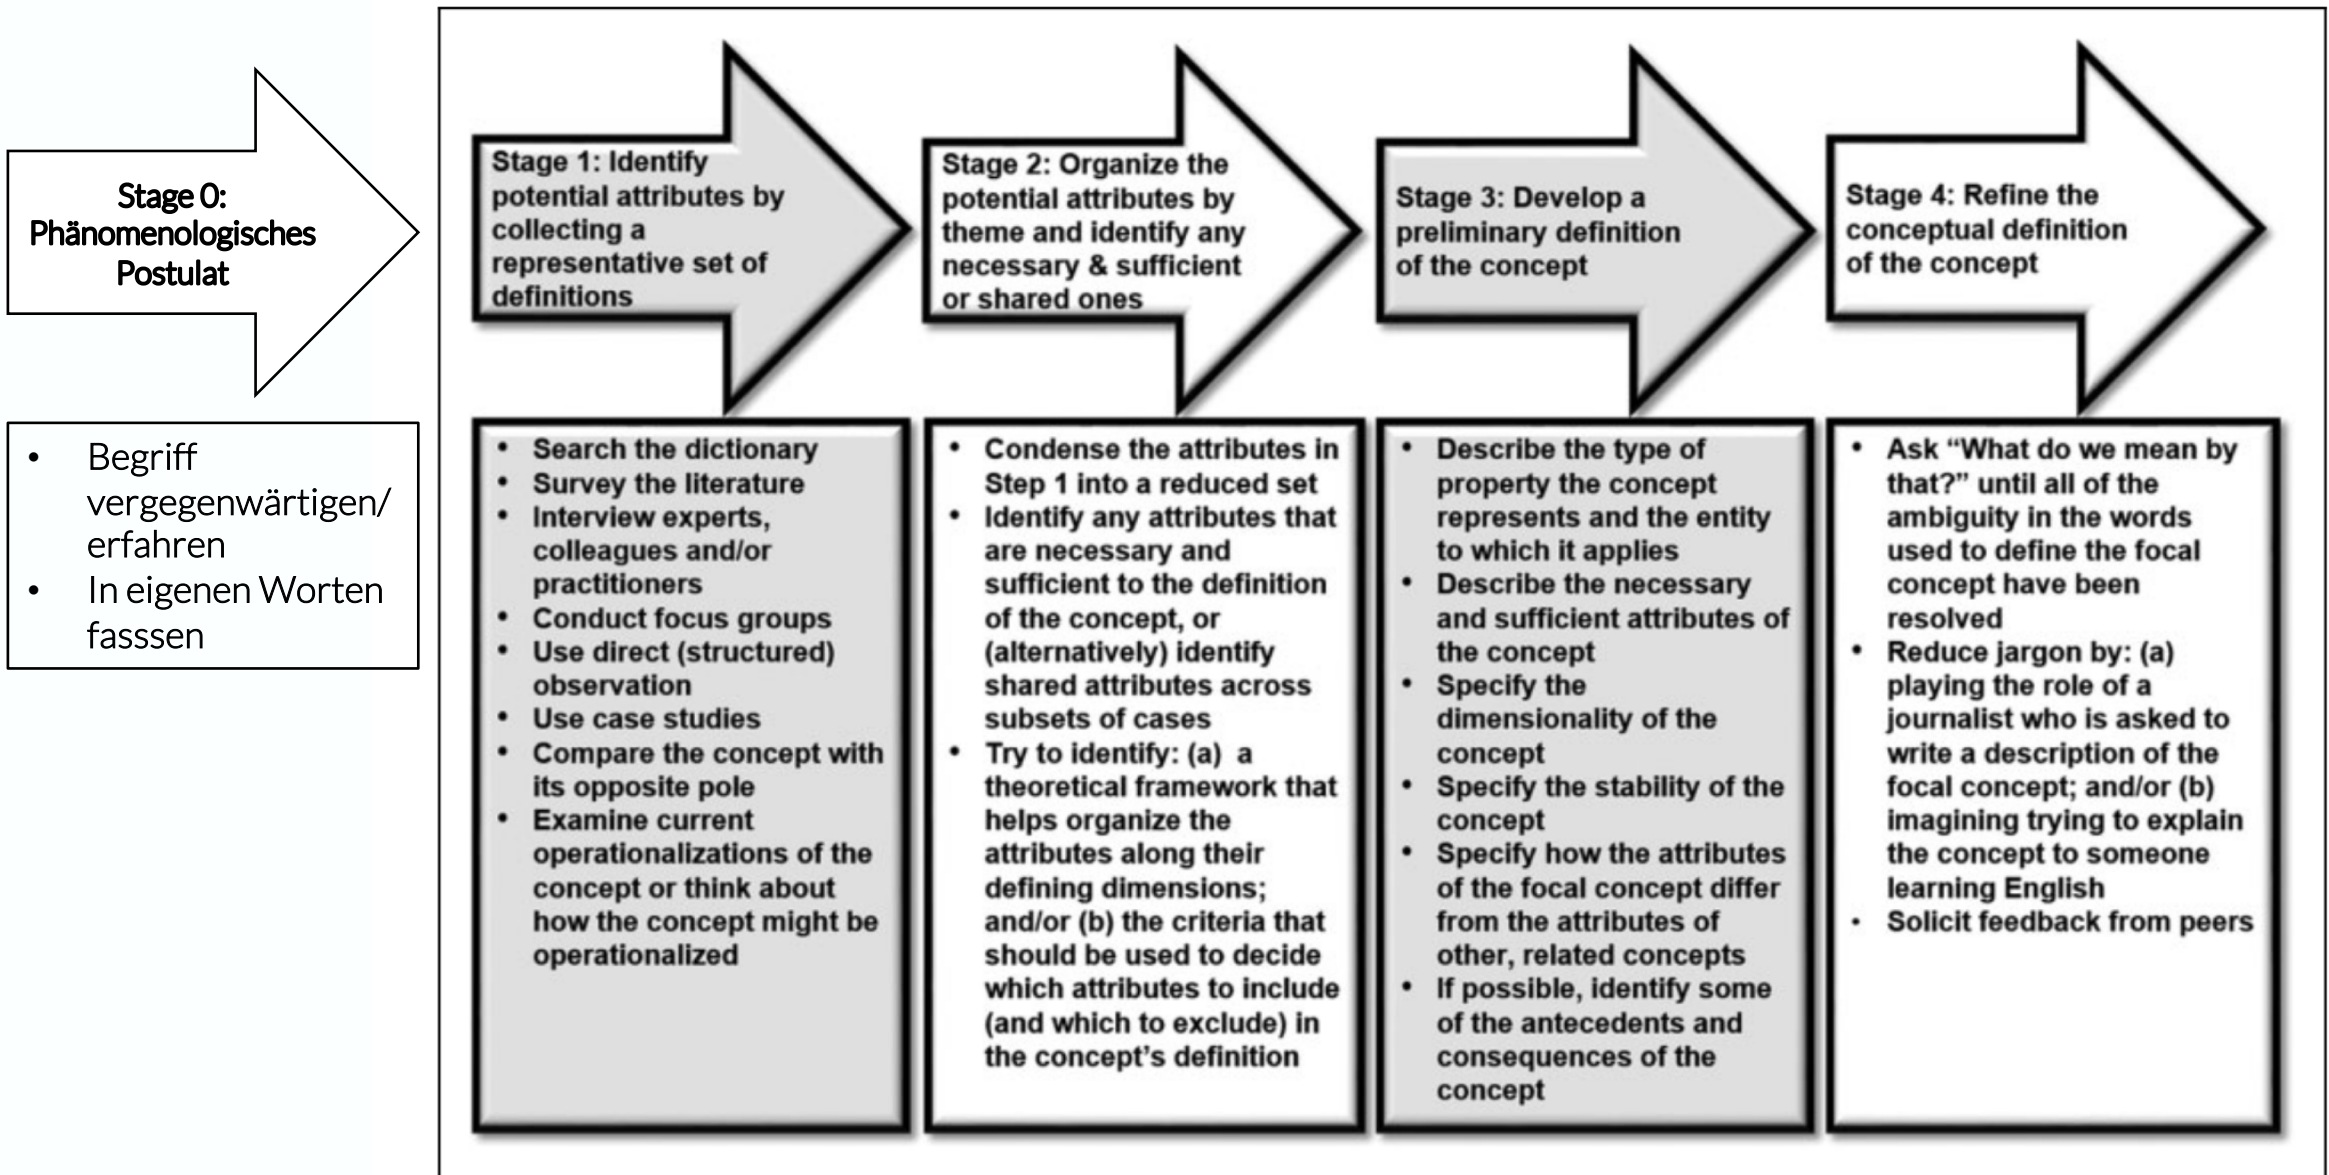 Stage 0:
Phänomenologisches
Postulat
• Begriff
vergegenwärtigen/
erfahren
• In eigenen Worten
fasssen
Stage 1: Identify
potential attributes by
collecting a
representative set of
definitions
• Search the dictionary
• Survey the literature
• Interview experts,
colleagues and/or
practitioners
• Conduct focus groups
• Use direct (structured)
observation
• Use case studies
• Compare the concept with
its opposite pole
• Examine current
operationalizations of the
concept or think about
how the concept might be
operationalized
Stage 2: Organize the
potential attributes by
theme and identify any
necessary & sufficient
or shared ones
• Condense the attributes in
Step 1 into a reduced set
• Identify any attributes that
are necessary and
sufficient to the definition
of the concept, or
(alternatively) identify
shared attributes across
subsets of cases
• Try to identify: (a) a
theoretical framework that
helps organize the
attributes along their
defining dimensions;
and/or (b) the criteria that
should be used to decide
which attributes to include
(and which to exclude) in
the concept’s definition
Stage 3: Develop a
preliminary definition
of the concept
• Describe the type of
property the concept
represents and the entity
to which it applies
• Describe the necessary
and sufficient attributes of
the concept
• Specify the
dimensionality of the
concept
• Specify the stability of the
concept
• Specify how the attributes
of the focal concept differ
from the attributes of
other, related concepts
• If possible, identify some
of the antecedents and
consequences of the
concept
Stage 4: Refine the
conceptual definition
of the concept
• Ask “What do we mean by
that?” until all of the
ambiguity in the words
used to define the focal
concept have been
resolved
• Reduce jargon by: (a)
playing the role of a
journalist who is asked to
write a description of the
focal concept; and/or (b)
imagining trying to explain
the concept to someone
learning English
• Solicit feedback from peers